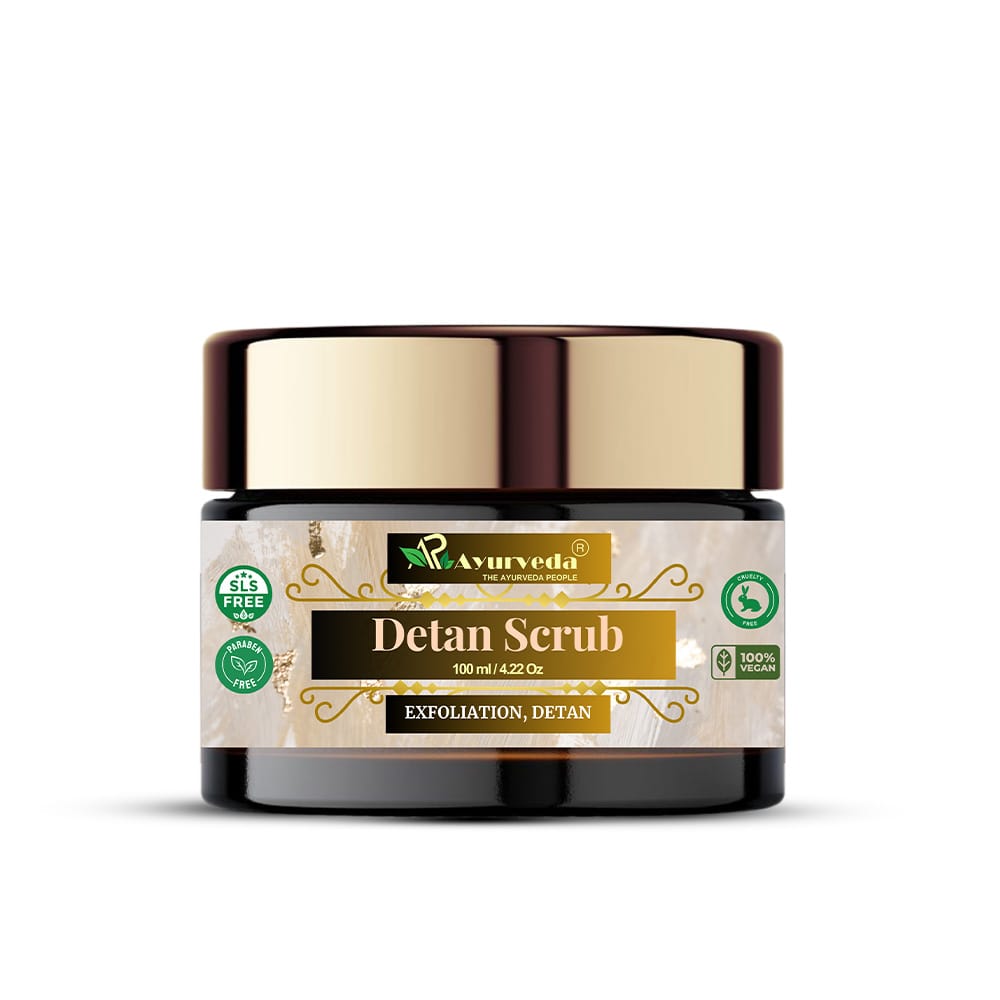 AR Ayurveda ®
THE AYURVEDA PEOPLE
SLS
FREE
PARABEN
FREE
Detan Scrub
100 ml / 4.22 Oz
EXFOLIATION, DETAN
CRUELTY
FREE
100%
VEGAN